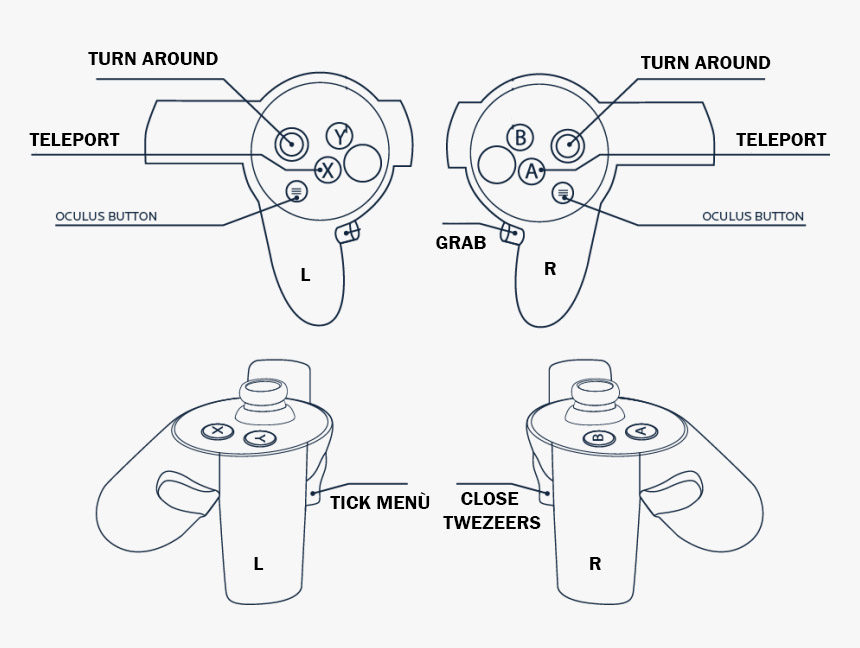 TURN AROUND
TURN AROUND
TELEPORT
TELEPORT
Y
B
X
A
OCULUS BUTTON
OCULUS BUTTON
GRAB
L
R
X
Y
B
A
TICK MENÙ
CLOSE
TWEZEERS
L
R